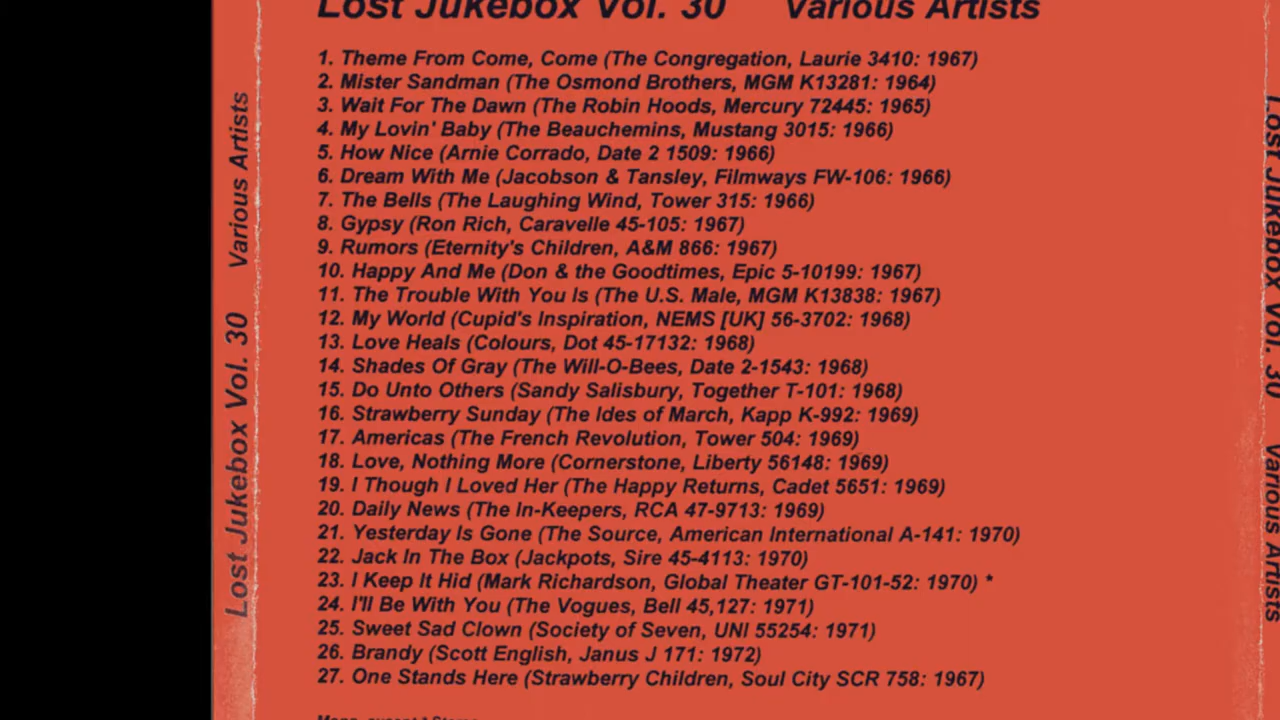 Lost Jukebox Vol. 30 Various Artists
1. Theme From Come, Come (The Congregation, Laurie 3410: 1967)
2. Mister Sandman (The Osmond Brothers, MGM K13281: 1964)
3. Wait For The Dawn (The Robin Hoods, Mercury 72445: 1965)
4. My Lovin' Baby (The Beauchemins, Mustang 3015: 1966)
5. How Nice (Arnie Corrado, Date 2 1509: 1966)
6. Dream With Me (Jacobson & Tansley, Filmways FW-106: 1966)
7. The Bells (The Laughing Wind, Tower 315: 1966)
8. Gypsy (Ron Rich, Caravelle 45-105: 1967)
9. Rumors (Eternity's Children, A&M 866: 1967)
10. Happy And Me (Don & the Goodtimes, Epic 5-10199: 1967)
11. The Trouble With You Is (The U.S. Male, MGM K13838: 1967)
12. My World (Cupid's Inspiration, NEMS [UK] 56-3702: 1968)
13. Love Heals (Colours, Dot 45-17132: 1968)
14. Shades Of Gray (The Will-O-Bees, Date 2-1543: 1968)
15. Do Unto Others (Sandy Salisbury, Together T-101: 1968)
16. Strawberry Sunday (The Ides of March, Kapp K-992: 1969)
17. Americas (The French Revolution, Tower 504: 1969)
18. Love, Nothing More (Cornerstone, Liberty 56148: 1969)
19. I Though I Loved Her (The Happy Returns, Cadet 5651: 1969)
20. Daily News (The In-Keepers, RCA 47-9713: 1969)
21. Yesterday Is Gone (The Source, American International A-141: 1970)
22. Jack In The Box (Jackpots, Sire 45-4113: 1970)
23. I Keep It Hid (Mark Richardson, Global Theater GT-101-52: 1970) *
24. I'll Be With You (The Vogues, Bell 45,127: 1971)
25. Sweet Sad Clown (Society of Seven, UNI 55254: 1971)
26. Brandy (Scott English, Janus J 171: 1972)
27. One Stands Here (Strawberry Children, Soul City SCR 758: 1967)
Mono, except * Stereo
Lost Jukebox Vol. 30 Various Artists
Lost Jukebox Vol. 30 Various Artists